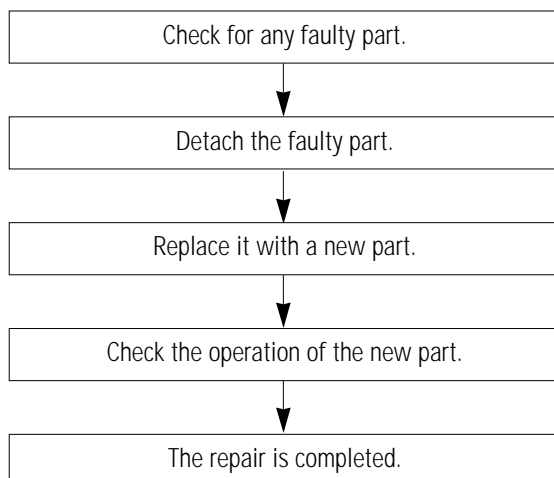 Check for any faulty part.
Detach the faulty part.
Replace it with a new part.
Check the operation of the new part.
The repair is completed.